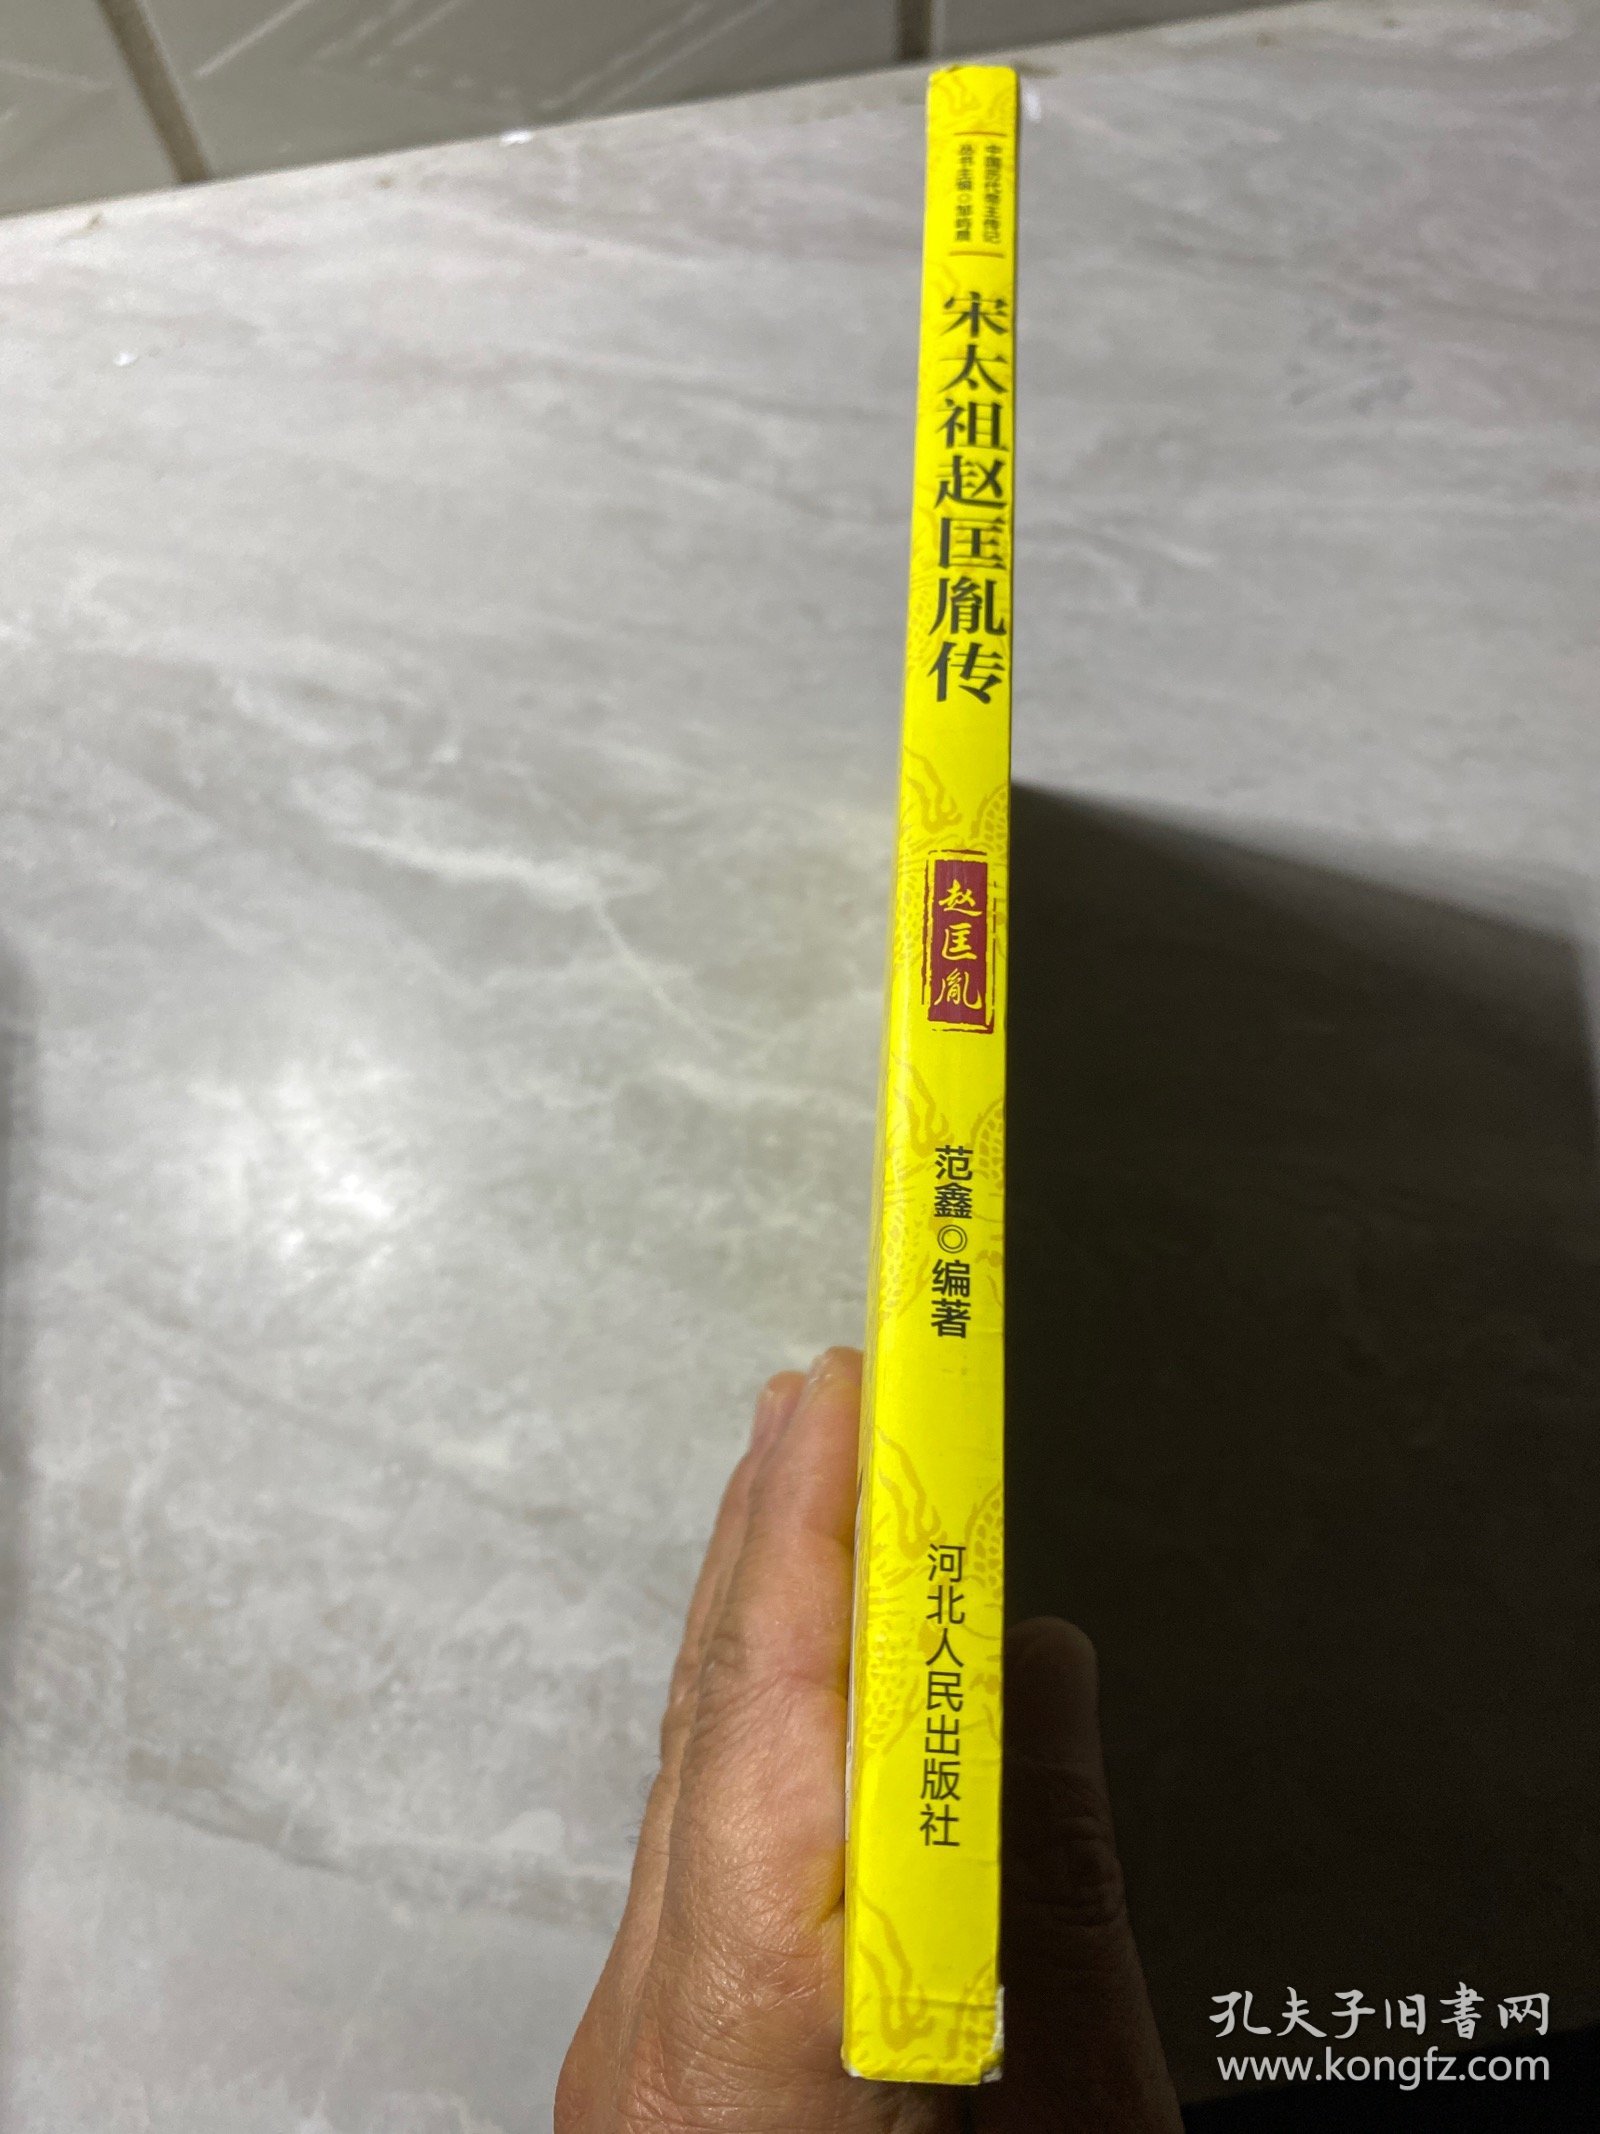 中国历代帝王传记
丛书主编◎邹晧晨
宋太祖赵匡胤传
赵匡胤
范鑫◎编著
河北人民出版社
孔夫子旧書网
www.kongfz.com